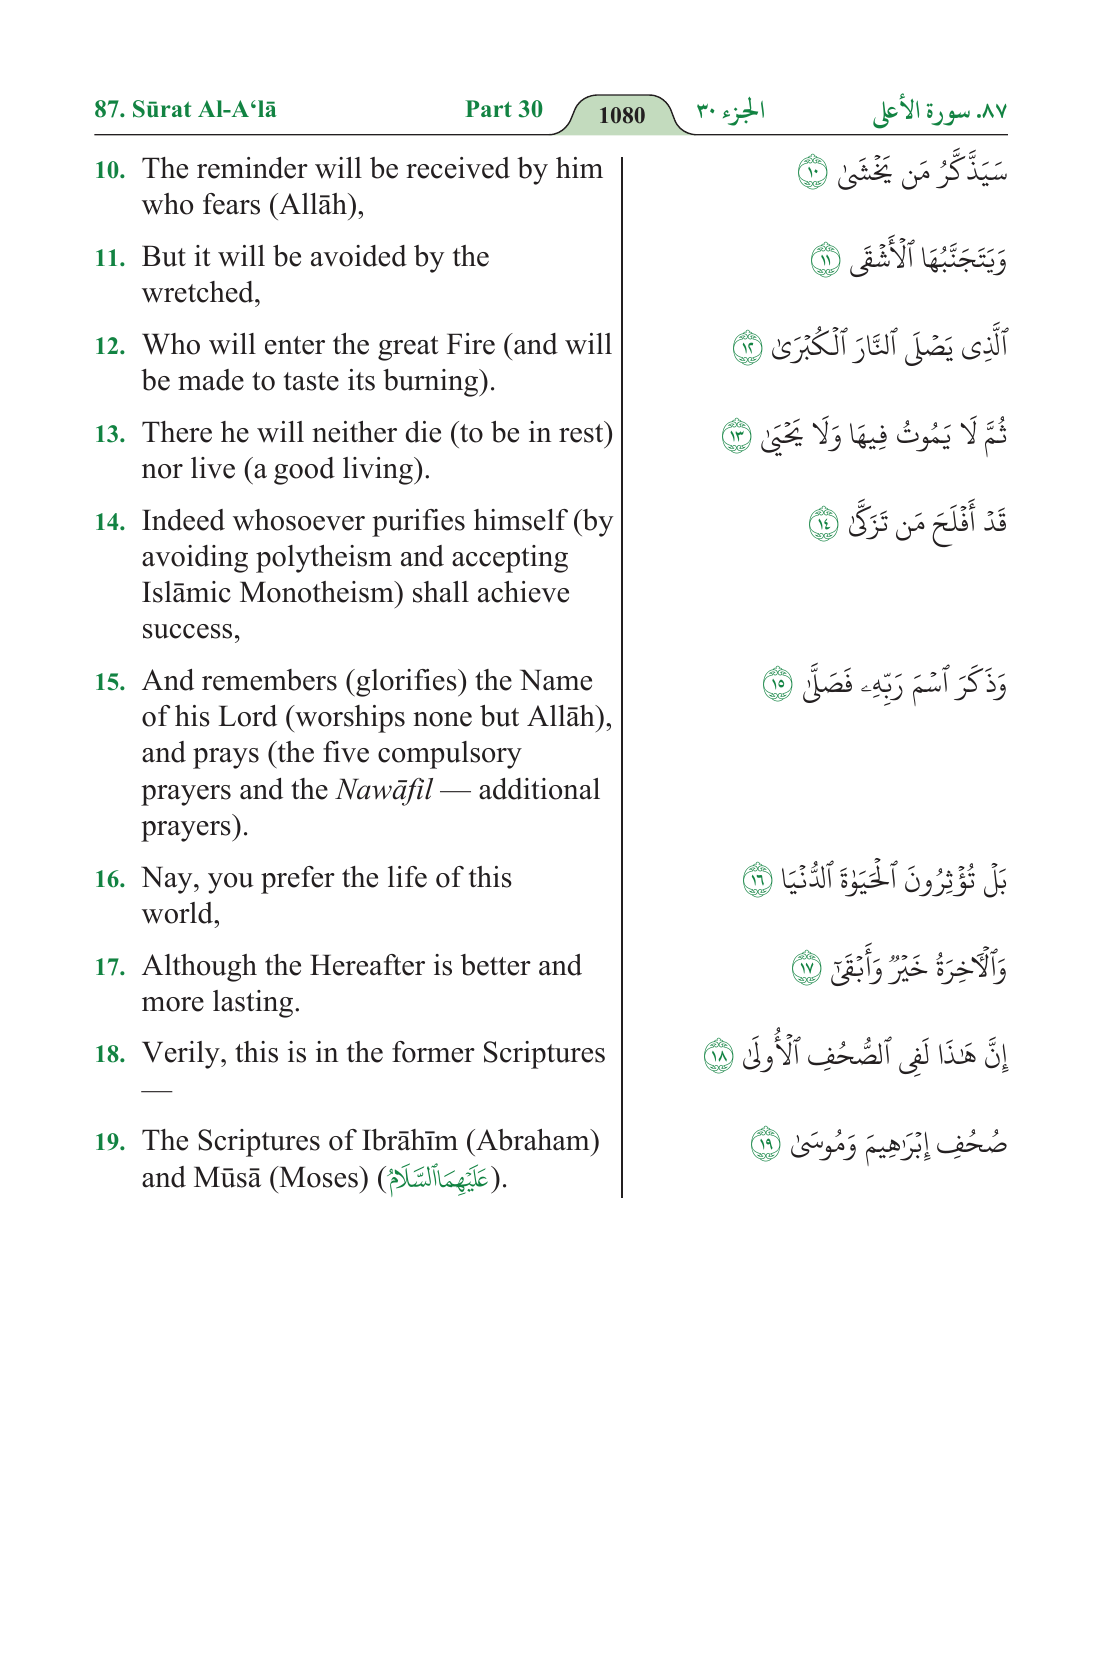 87. Sūrat Al-A‘lā Part 30 1080 الجزء ٣٠ ٨٧. سورة الأعلى
10. The reminder will be received by him
who fears (Allāh),
سَيَذَّكَّرُ مَن يَخْشَىٰ ١٠
11. But it will be avoided by the
wretched,
وَيَتَجَنَّبُهَا ٱلْأَشْقَى ١١
12. Who will enter the great Fire (and will
be made to taste its burning).
ٱلَّذِى يَصْلَى ٱلنَّارَ ٱلْكُبْرَىٰ ١٢
13. There he will neither die (to be in rest)
nor live (a good living).
ثُمَّ لَا يَمُوتُ فِيهَا وَلَا يَحْيَىٰ ١٣
14. Indeed whosoever purifies himself (by
avoiding polytheism and accepting
Islāmic Monotheism) shall achieve
success,
قَدْ أَفْلَحَ مَن تَزَكَّىٰ ١٤
15. And remembers (glorifies) the Name
of his Lord (worships none but Allāh),
and prays (the five compulsory
prayers and the Nawāfil — additional
prayers).
وَذَكَرَ ٱسْمَ رَبِّهِۦ فَصَلَّىٰ ١٥
16. Nay, you prefer the life of this
world,
بَلْ تُؤْثِرُونَ ٱلْحَيَوٰةَ ٱلدُّنْيَا ١٦
17. Although the Hereafter is better and
more lasting.
وَٱلْـَٔاخِرَةُ خَيْرٌ وَأَبْقَىٰٓ ١٧
18. Verily, this is in the former Scriptures
—
إِنَّ هَـٰذَا لَفِى ٱلصُّحُفِ ٱلْأُولَىٰ ١٨
19. The Scriptures of Ibrāhīm (Abraham)
and Mūsā (Moses) (عَلَيْهِمَا ٱلسَّلَامُ).
صُحُفِ إِبْرَٰهِيمَ وَمُوسَىٰ ١٩